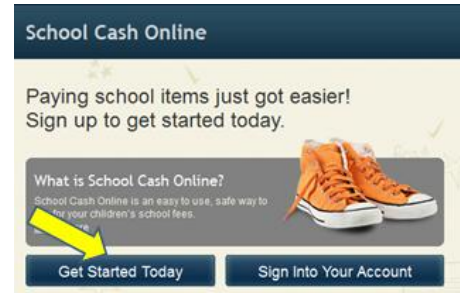 School Cash Online
Paying school items just got easier!
Sign up to get started today.
What is School Cash Online?
School Cash Online is an easy to use, safe way to
for your children's school fees.
Get Started Today
Sign Into Your Account